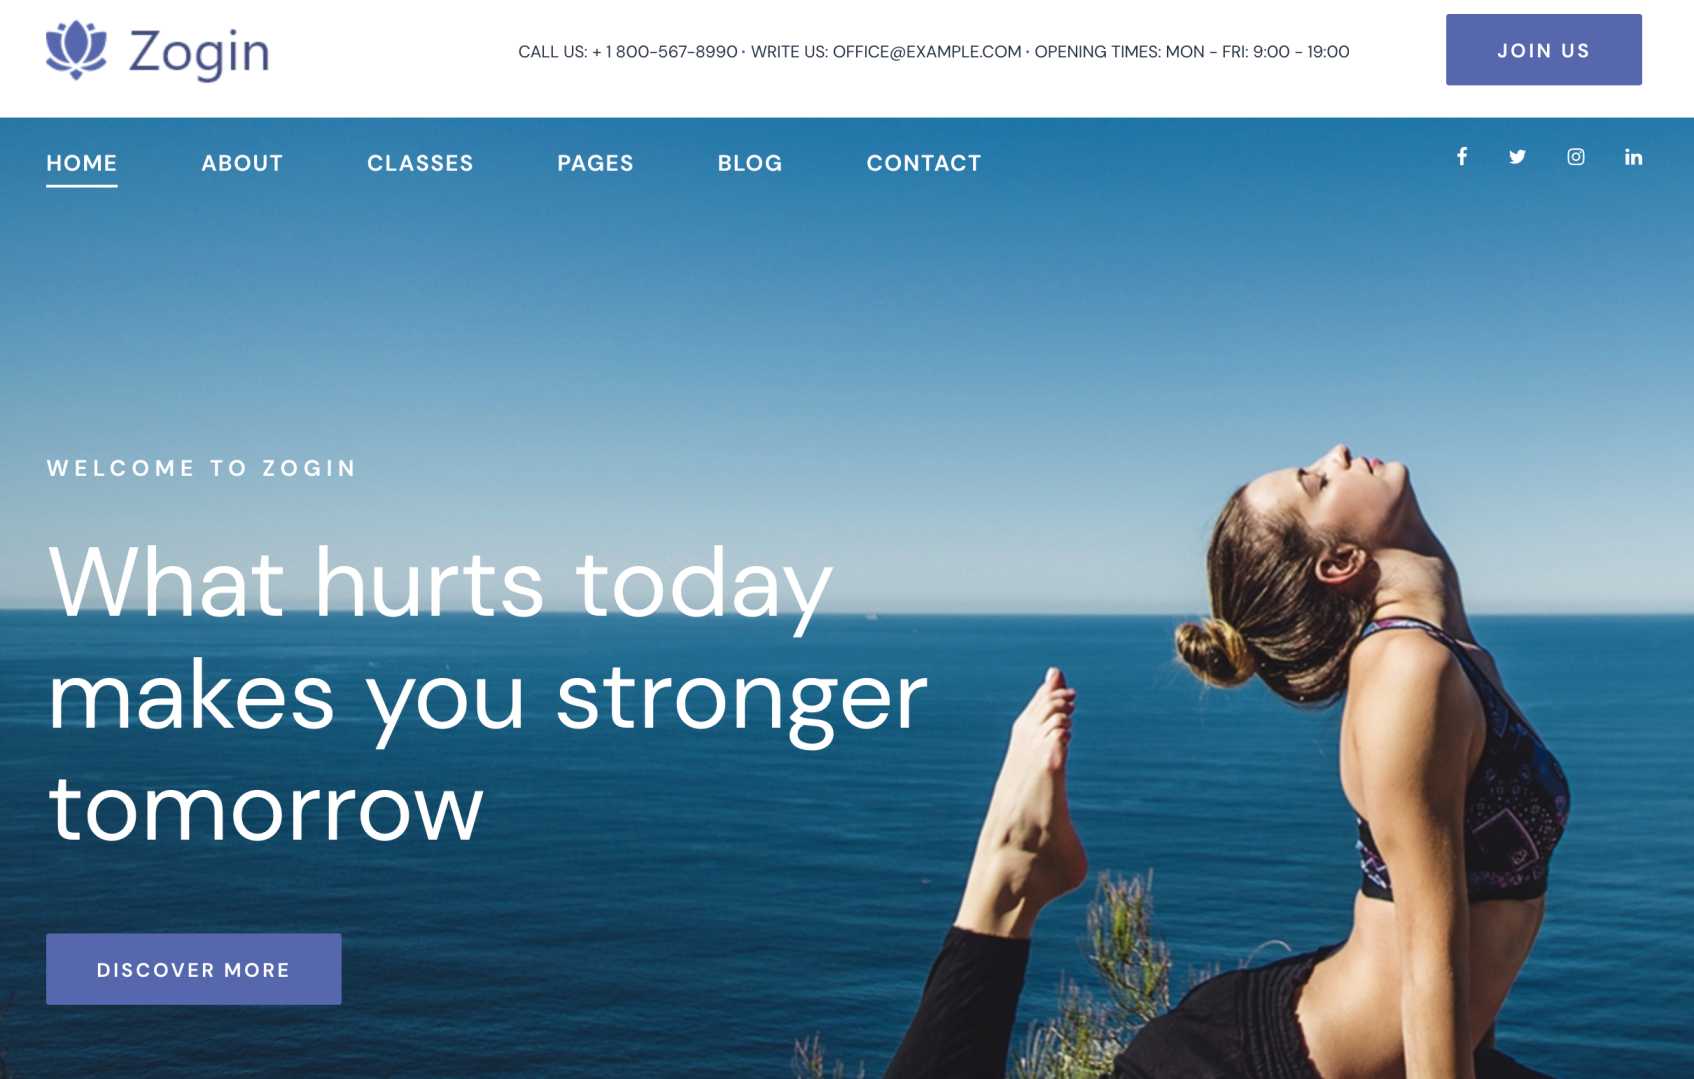 Zogin
CALL US: + 1 800-567-8990 · WRITE US: OFFICE@EXAMPLE.COM · OPENING TIMES: MON - FRI: 9:00 - 19:00
JOIN US
HOME ABOUT CLASSES PAGES BLOG CONTACT
WELCOME TO ZOGIN
What hurts today
makes you stronger
tomorrow
DISCOVER MORE